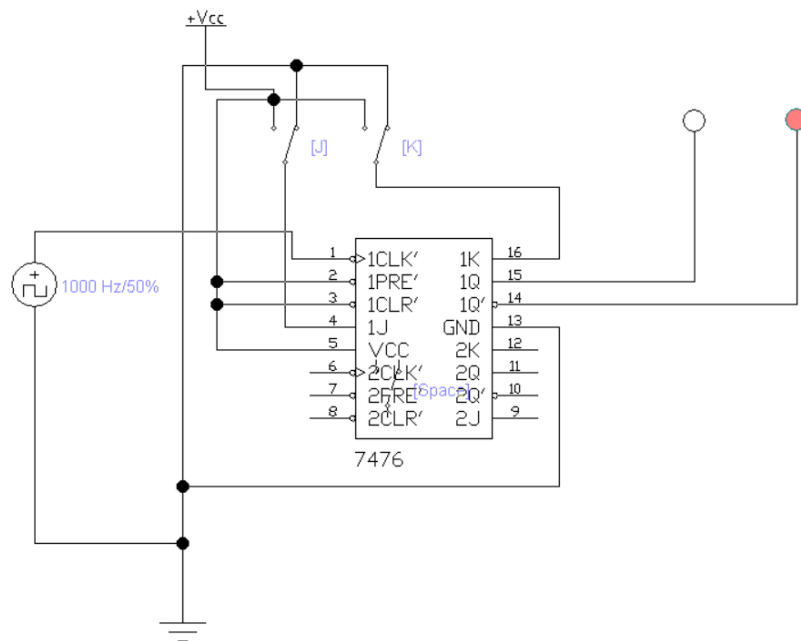 +Vcc
[J]
[K]
1000 Hz/50%
1 1CLK' 1K 16
2 1PRE' 1Q 15
3 1CLR' 1Q' 14
4 1J GND 13
5 VCC 2K 12
6 2CLK' 2Q 11
7 2PRE' 2Q' 10
[Space]
8 2CLR' 2J 9
7476